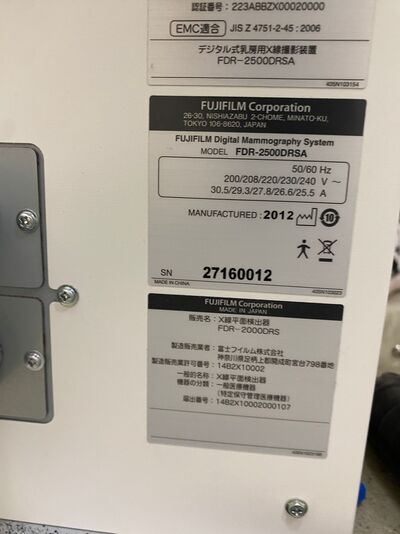 認証番号: 223ABBZX00020000
EMC適合 JIS Z 4751-2-45:2006
デジタル式乳房用X線撮影装置
FDR-2500DRSA
405N103154
FUJIFILM Corporation
26-30, NISHIAZABU 2-CHOME, MINATO-KU,
TOKYO 106-8620, JAPAN
FUJIFILM Digital Mammography System
MODEL FDR-2500DRSA
50/60 Hz
200/208/220/230/240 V ~
30.5/29.3/27.8/26.6/25.5 A
MANUFACTURED: 2012 10
SN 27160012
MADE IN CHINA
FUJIFILM Corporation
MADE IN JAPAN
販売名:X線平面検出器
FDR-2000DRS
製造販売業者:富士フイルム株式会社
神奈川県足柄上郡開成町宮台798番地
製造販売業許可番号:14B2X10002
一般的名称:X線平面検出器
機器の分類:一般医療機器
(特定保守管理医療機器)
届出番号:14B2X10002000107